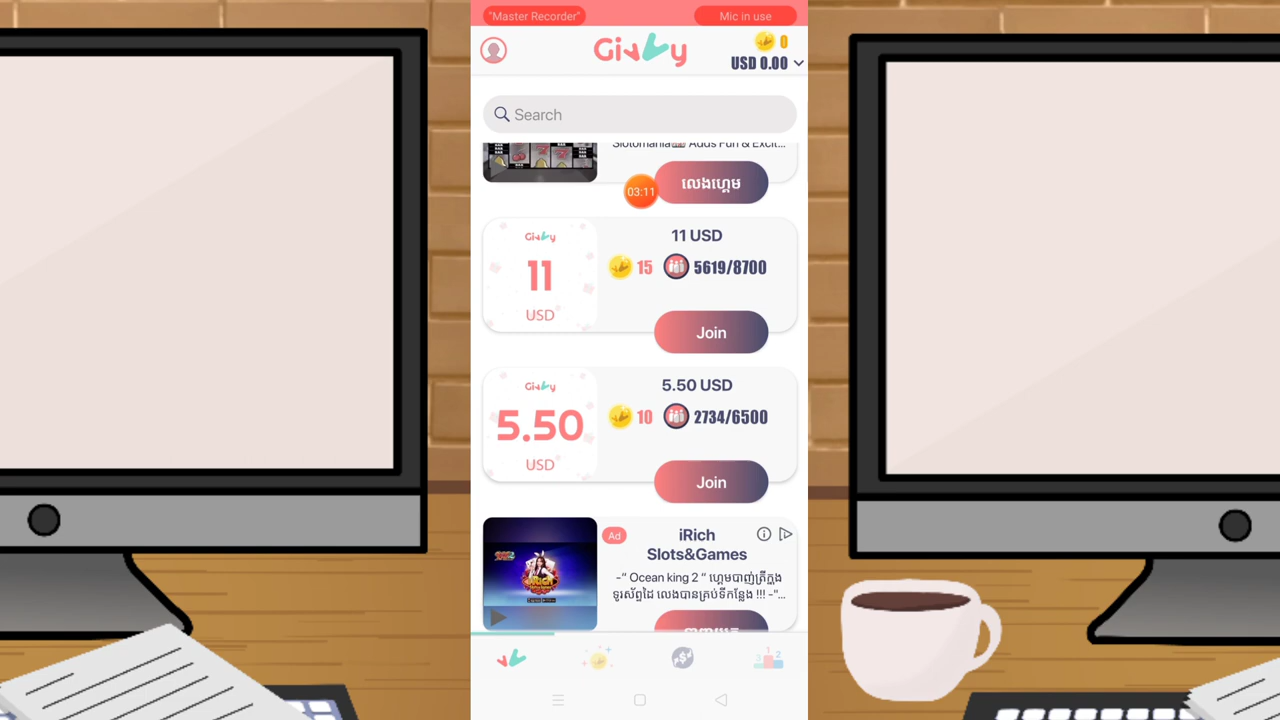 "Master Recorder"
Mic in use
Givvy
0
USD 0.00
Search
Slotomania🎰 Adds Fun & Excit...
លេងហ្គេម
03:11
Givvy
11
USD
11 USD
15
5619/8700
Join
Givvy
5.50
USD
5.50 USD
10
2734/6500
Join
Ad
iRich
Slots&Games
-“ Ocean king 2 “ ហ្គេមបាញ់ត្រីក្នុង
ទូរស័ព្ទដៃ លេងបានគ្រប់ទីកន្លែង !!! -"...